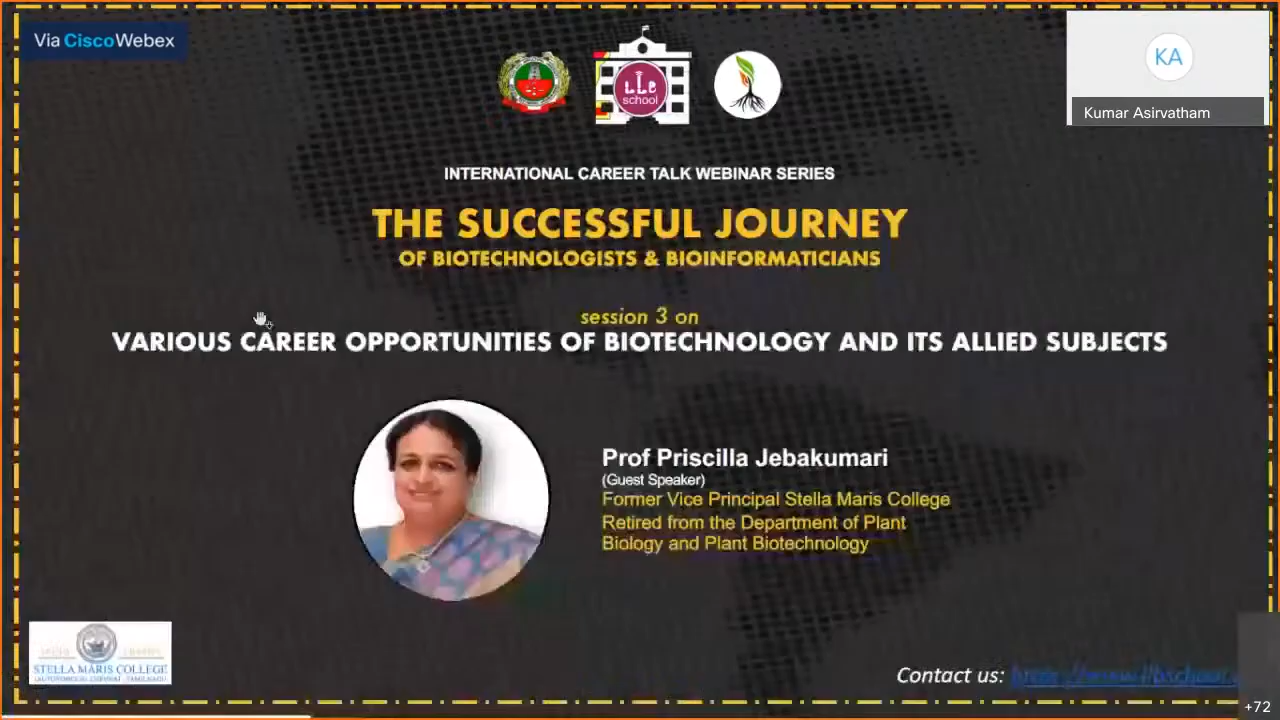 Via CiscoWebex
LLB
school
KA
Kumar Asirvatham
INTERNATIONAL CAREER TALK WEBINAR SERIES
THE SUCCESSFUL JOURNEY
OF BIOTECHNOLOGISTS & BIOINFORMATICIANS
session 3 on
VARIOUS CAREER OPPORTUNITIES OF BIOTECHNOLOGY AND ITS ALLIED SUBJECTS
Prof Priscilla Jebakumari
(Guest Speaker)
Former Vice Principal Stella Maris College
Retired from the Department of Plant
Biology and Plant Biotechnology
STELLA MARIS COLLEGE
Contact us:
+72